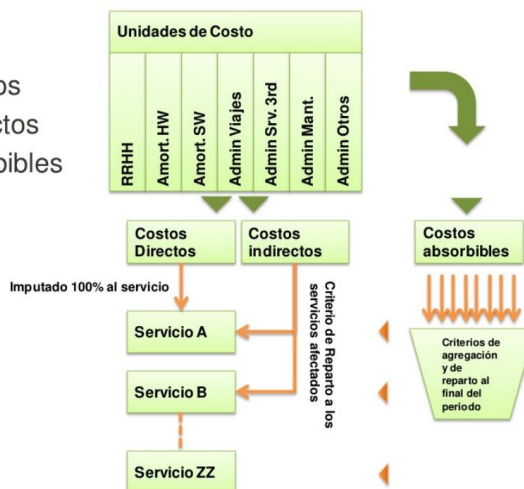 Unidades de Costo
RRHH
Amort. HW
Amort. SW
Admin Viajes
Admin Srv. 3rd
Admin Mant.
Admin Otros
Costos
Directos
Costos
indirectos
Costos
absorbibles
Imputado 100% al servicio
Criterio de Reparto a los
servicios afectados
Servicio A
Servicio B
Servicio ZZ
Criterios de
agregación
y de
reparto al
final del
periodo